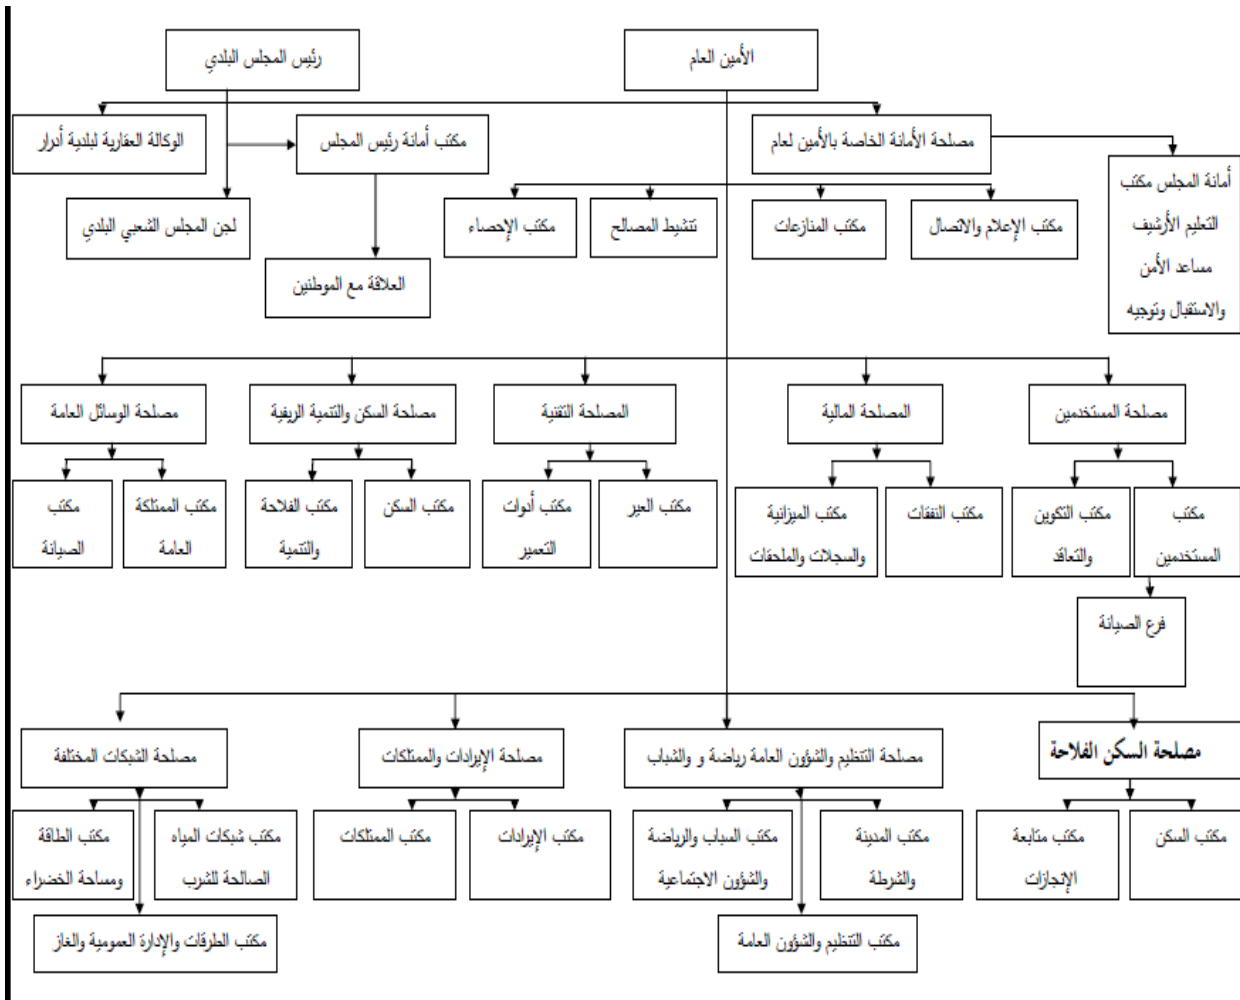 الأمين العام
رئيس المجلس البلدي
مصلحة الأمانة الخاصة بالأمين لعام
مكتب أمانة رئيس المجلس
الوكالة العقارية لبلدية أدرار
أمانة المجلس مكتب
التعليم الأرشيف
مساعد الأمن
والاستقبال وتوجيه
مكتب الإعلام والاتصال
مكتب المنازعات
تتشيط المصالح
مكتب الإحصاء
لجن المجلس الشعبي البلدي
العلاقة مع الموطنين
مصلحة المستخدمين
المصلحة المالية
المصلحة التقنية
مصلحة السكن والتنمية الريفية
مصلحة الوسائل العامة
مكتب
المستخدمين
مكتب التكوين
والتعاقد
مكتب النفقات
مكتب الميزانية
والسجلات والملحقات
مكتب العير
مكتب أدوات
التعمير
مكتب السكن
مكتب الفلاحة
والتنمية
مكتب الممتلكة
العامة
مكتب
الصيانة
فرع الصيانة
مصلحة السكن الفلاحة
مصلحة التنظيم والشؤون العامة رياضة و والشباب
مصلحة الإيرادات والممتلكات
مصلحة الشبكات المختلفة
مكتب السكن
مكتب متابعة
الإنجازات
مكتب المدينة
والشرطة
مكتب السباب والرياضة
والشؤون الاجتماعية
مكتب الإيرادات
مكتب الممتلكات
مكتب شبكات المياه
الصالحة للشرب
مكتب الطاقة
ومساحة الخضراء
مكتب التنظيم والشؤون العامة
مكتب الطرقات والإدارة العمومية والغاز